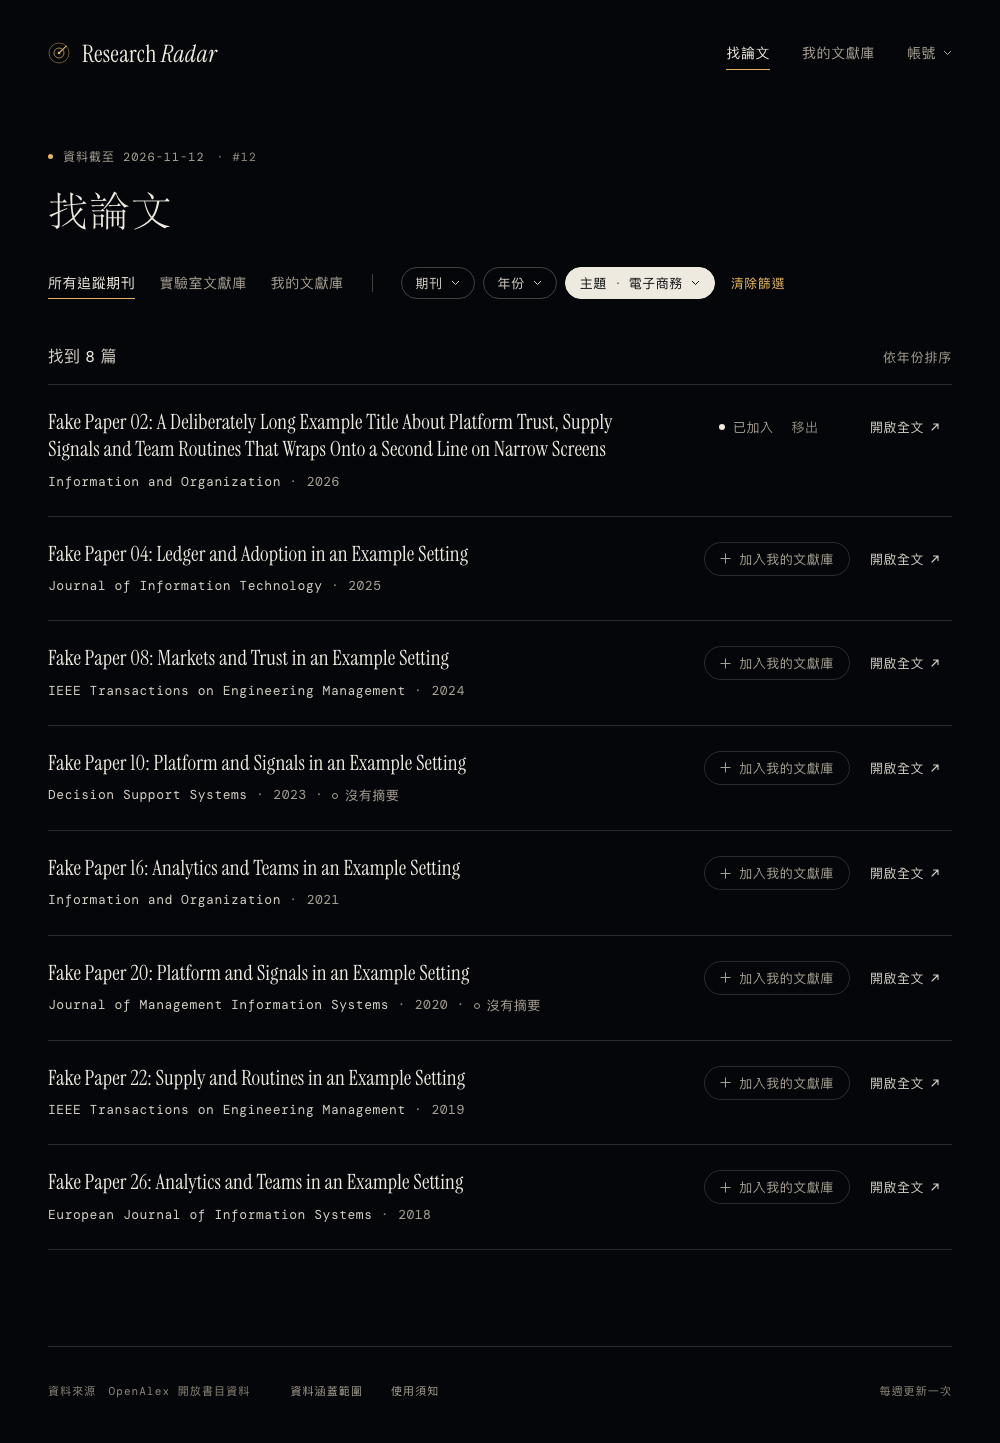 Research Radar
找論文 我的文獻庫 帳號
資料截至 2026-11-12 · #12
找論文
所有追蹤期刊 實驗室文獻庫 我的文獻庫 期刊 年份 主題 · 電子商務 清除篩選
找到 8 篇 依年份排序
Fake Paper 02: A Deliberately Long Example Title About Platform Trust, Supply
Signals and Team Routines That Wraps Onto a Second Line on Narrow Screens
已加入 移出 開啟全文 ↗
Information and Organization · 2026
Fake Paper 04: Ledger and Adoption in an Example Setting
+ 加入我的文獻庫 開啟全文 ↗
Journal of Information Technology · 2025
Fake Paper 08: Markets and Trust in an Example Setting
+ 加入我的文獻庫 開啟全文 ↗
IEEE Transactions on Engineering Management · 2024
Fake Paper 10: Platform and Signals in an Example Setting
+ 加入我的文獻庫 開啟全文 ↗
Decision Support Systems · 2023 · 沒有摘要
Fake Paper 16: Analytics and Teams in an Example Setting
+ 加入我的文獻庫 開啟全文 ↗
Information and Organization · 2021
Fake Paper 20: Platform and Signals in an Example Setting
+ 加入我的文獻庫 開啟全文 ↗
Journal of Management Information Systems · 2020 · 沒有摘要
Fake Paper 22: Supply and Routines in an Example Setting
+ 加入我的文獻庫 開啟全文 ↗
IEEE Transactions on Engineering Management · 2019
Fake Paper 26: Analytics and Teams in an Example Setting
+ 加入我的文獻庫 開啟全文 ↗
European Journal of Information Systems · 2018
資料來源 OpenAlex 開放書目資料 資料涵蓋範圍 使用須知 每週更新一次